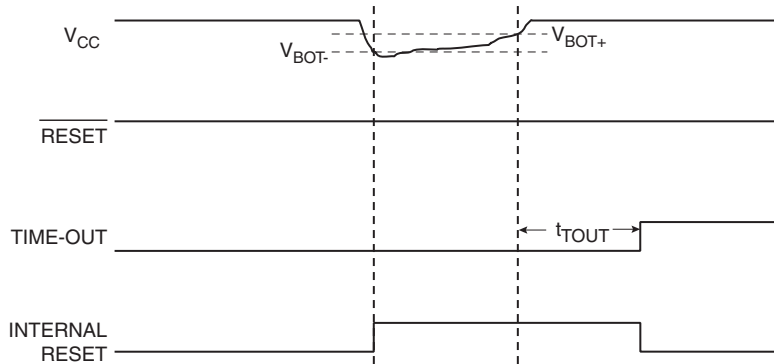 VCC
VBOT-
VBOT+
RESET
TIME-OUT
tTOUT
INTERNAL
RESET